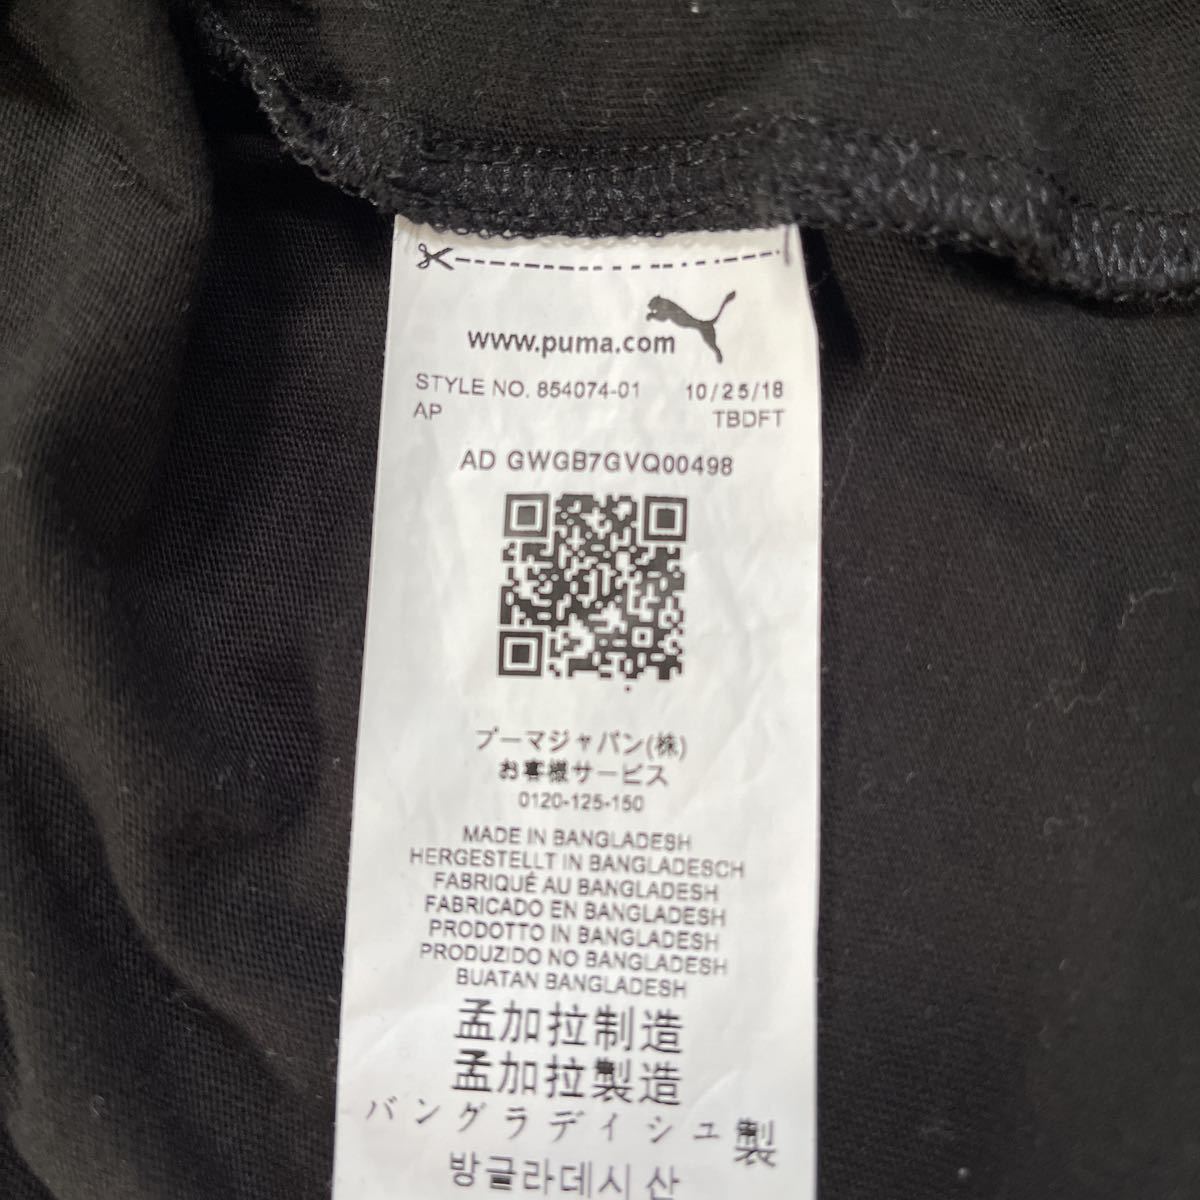 www.puma.com
STYLE NO. 854074-01 10/25/18
AP TBDFT
AD GWGB7GVQ00498
プーマジャパン(株)
お客様サービス
0120-125-150
MADE IN BANGLADESH
HERGESTELLT IN BANGLADESCH
FABRIQUÉ AU BANGLADESH
FABRICADO EN BANGLADESH
PRODOTTO IN BANGLADESH
PRODUZIDO NO BANGLADESH
BUATAN BANGLADESH
孟加拉制造
孟加拉製造
バングラディシュ製
방글라데시 산